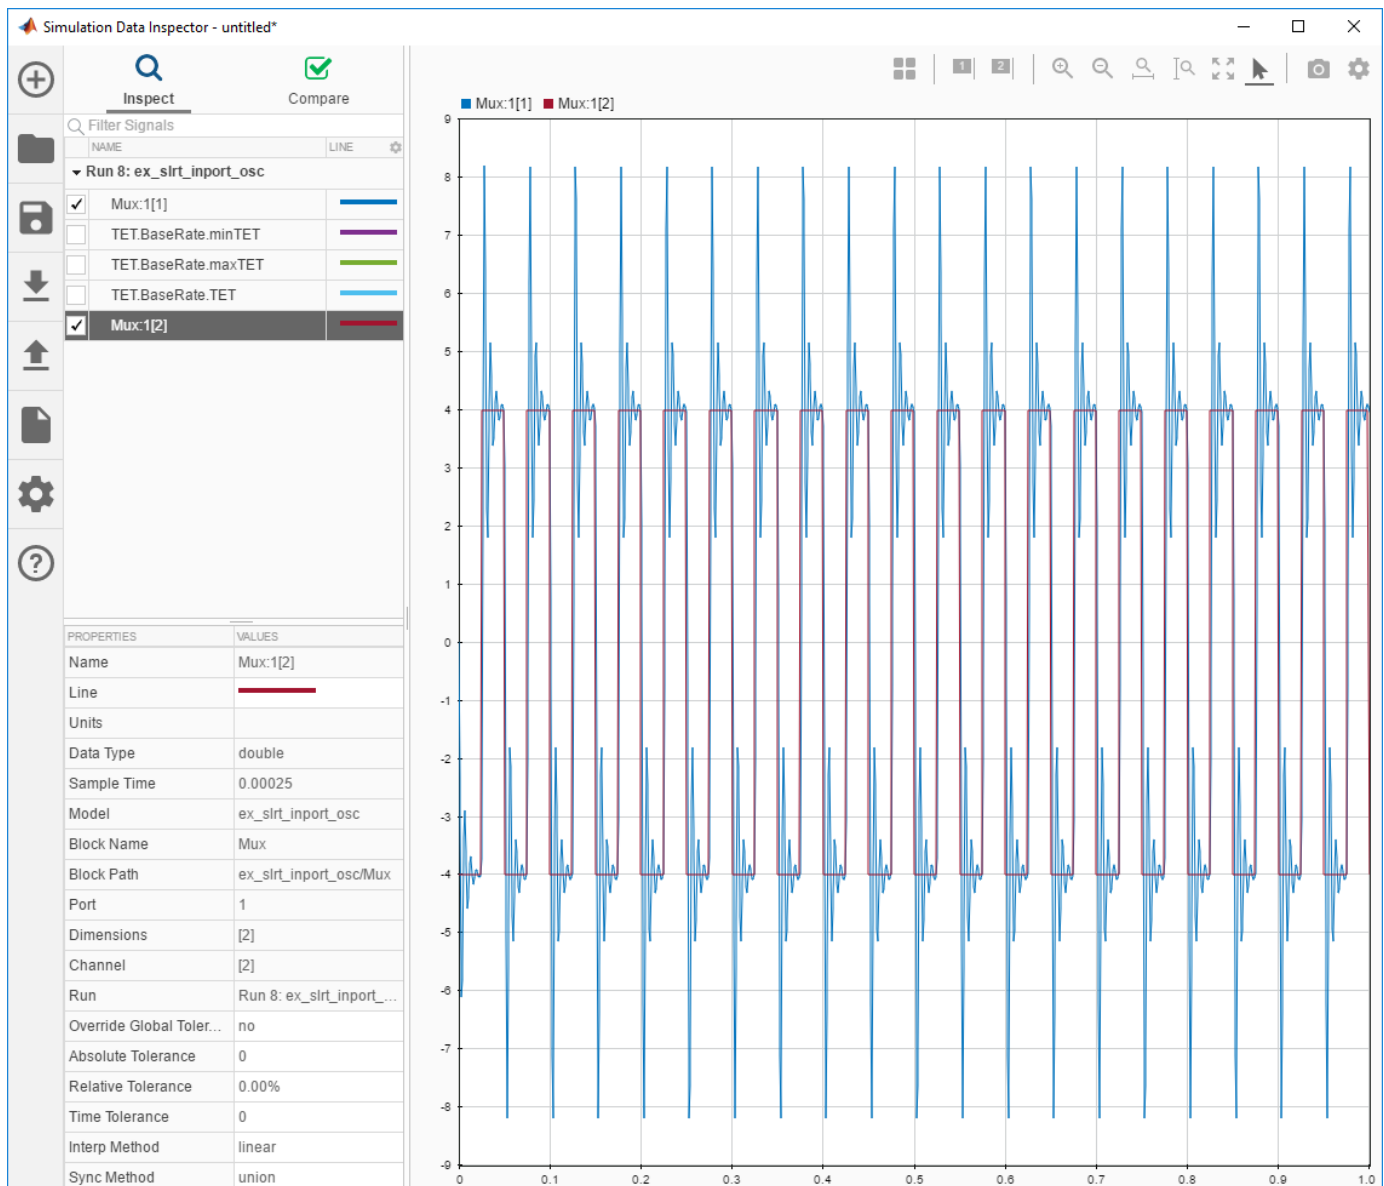 Simulation Data Inspector - untitled*
Inspect
Compare
Filter Signals
NAME LINE
Run 8: ex_slrt_inport_osc
Mux:1[1]
TET.BaseRate.minTET
TET.BaseRate.maxTET
TET.BaseRate.TET
Mux:1[2]
PROPERTIES VALUES
Name Mux:1[2]
Line
Units
Data Type double
Sample Time 0.00025
Model ex_slrt_inport_osc
Block Name Mux
Block Path ex_slrt_inport_osc/Mux
Port 1
Dimensions [2]
Channel [2]
Run Run 8: ex_slrt_inport_...
Override Global Toler... no
Absolute Tolerance 0
Relative Tolerance 0.00%
Time Tolerance 0
Interp Method linear
Sync Method union
1 2
Mux:1[1] Mux:1[2]
9
8
7
6
5
4
3
2
1
0
-1
-2
-3
-4
-5
-6
-7
-8
-9
0 0.1 0.2 0.3 0.4 0.5 0.6 0.7 0.8 0.9 1.0